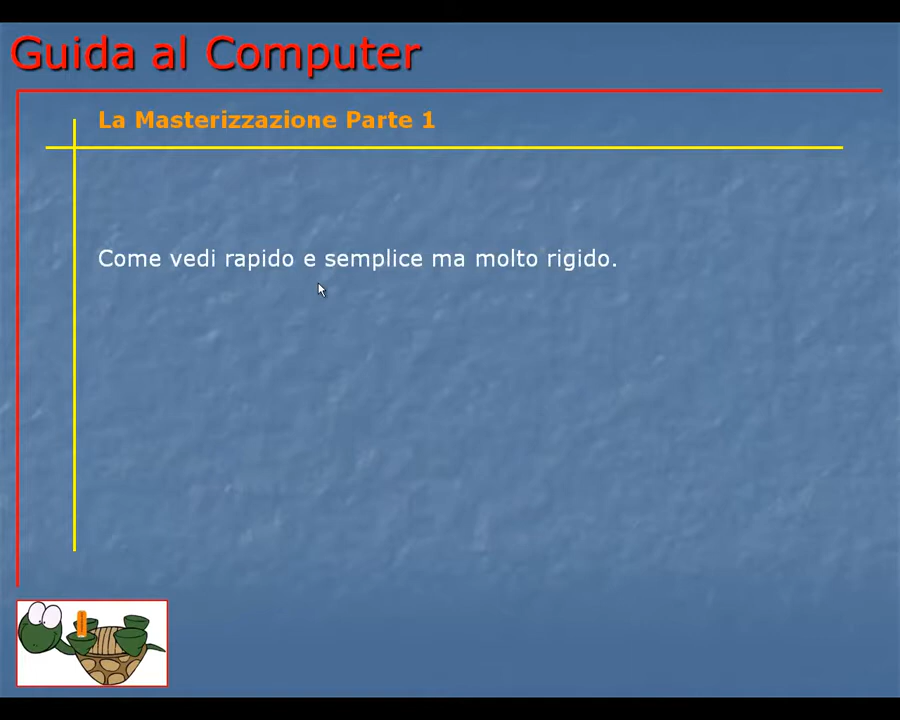 Guida al Computer
La Masterizzazione Parte 1
Come vedi rapido e semplice ma molto rigido.